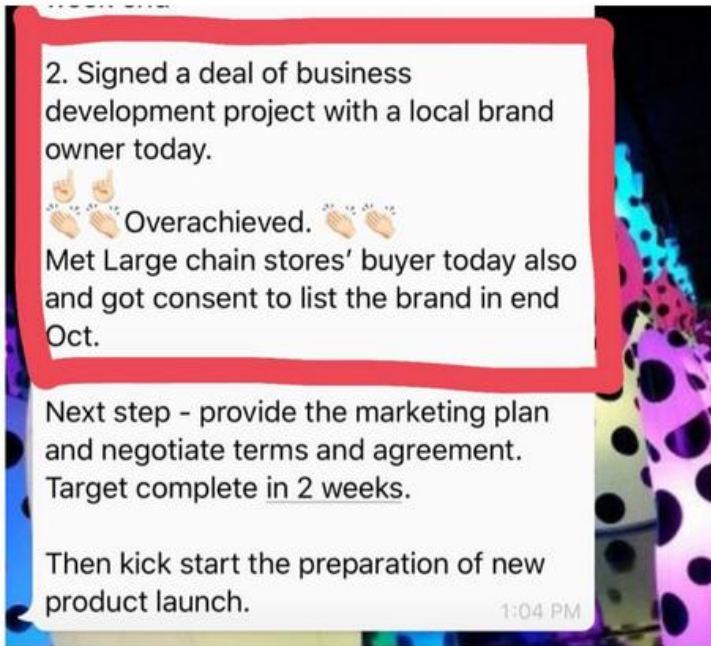 2. Signed a deal of business
development project with a local brand
owner today.
☝🏻☝🏻
👏🏻👏🏻Overachieved. 👏🏻👏🏻
Met Large chain stores’ buyer today also
and got consent to list the brand in end
Oct.
Next step - provide the marketing plan
and negotiate terms and agreement.
Target complete in 2 weeks.
Then kick start the preparation of new
product launch.
1:04 PM